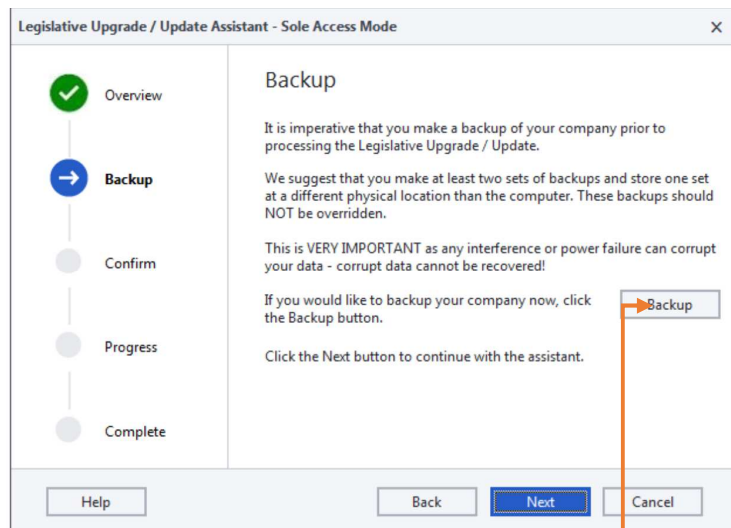 Legislative Upgrade / Update Assistant - Sole Access Mode
Overview
Backup
Confirm
Progress
Complete
Backup
It is imperative that you make a backup of your company prior to
processing the Legislative Upgrade / Update.
We suggest that you make at least two sets of backups and store one set
at a different physical location than the computer. These backups should
NOT be overridden.
This is VERY IMPORTANT as any interference or power failure can corrupt
your data - corrupt data cannot be recovered!
If you would like to backup your company now, click
the Backup button.
Backup
Click the Next button to continue with the assistant.
Help
Back
Next
Cancel